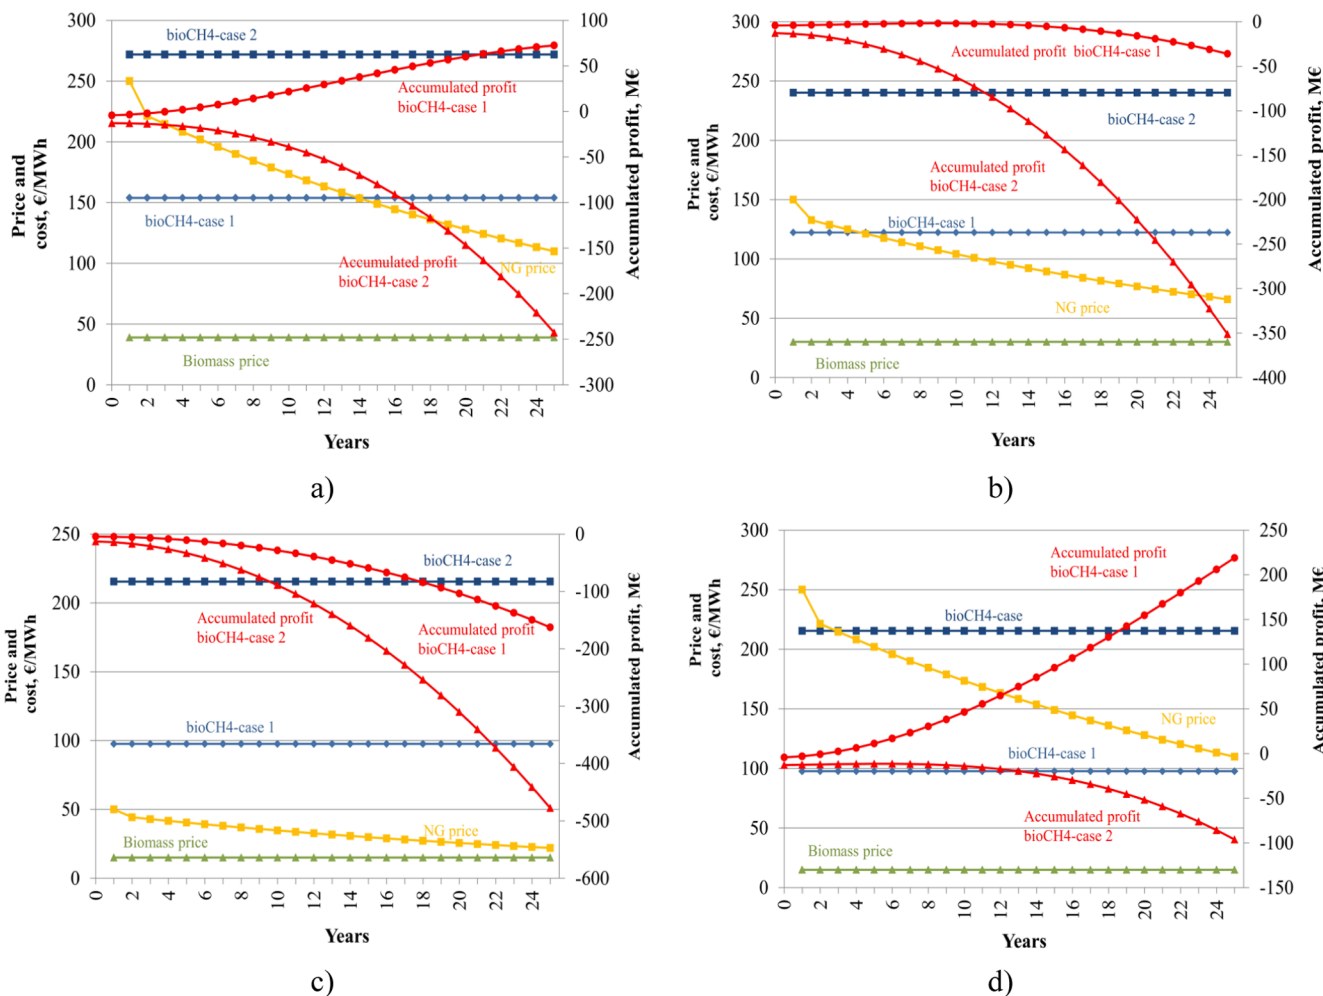 300
250
200
150
100
50
0
Price and
cost, €/MWh
bioCH4-case 2
Accumulated profit
bioCH4-case 1
bioCH4-case 1
Accumulated profit
bioCH4-case 2
NG price
Biomass price
100
50
0
-50
-100
-150
-200
-250
-300
Accumulated profit, M€
0 2 4 6 8 10 12 14 16 18 20 22 24
Years
a)
300
250
200
150
100
50
0
Price and
cost, €/MWh
Accumulated profit bioCH4-case 1
bioCH4-case 2
Accumulated profit
bioCH4-case 2
bioCH4-case 1
NG price
Biomass price
0
-50
-100
-150
-200
-250
-300
-350
-400
Accumulated profit, M€
0 2 4 6 8 10 12 14 16 18 20 22 24
Years
b)
250
200
150
100
50
0
Price and
cost, €/MWh
bioCH4-case 2
Accumulated profit
bioCH4-case 2
Accumulated profit
bioCH4-case 1
bioCH4-case 1
NG price
Biomass price
0
-100
-200
-300
-400
-500
-600
Accumulated profit, M€
0 2 4 6 8 10 12 14 16 18 20 22 24
Years
c)
300
250
200
150
100
50
0
Price and
cost, €/MWh
Accumulated profit
bioCH4-case 1
bioCH4-case
NG price
bioCH4-case 1
Accumulated profit
bioCH4-case 2
Biomass price
250
200
150
100
50
0
-50
-100
-150
Accumulated profit, M€
0 2 4 6 8 10 12 14 16 18 20 22 24
Years
d)